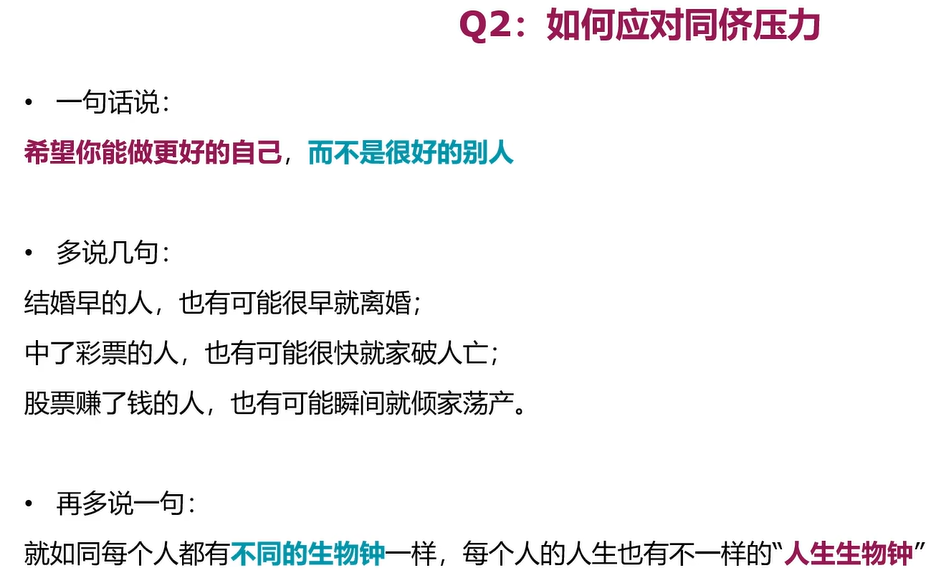 Q2：如何应对同侪压力
• 一句话说：
希望你能做更好的自己，而不是很好的别人
• 多说几句：
结婚早的人，也有可能很早就离婚；
中了彩票的人，也有可能很快就家破人亡；
股票赚了钱的人，也有可能瞬间就倾家荡产。
• 再多说一句：
就如同每个人都有不同的生物钟一样，每个人的人生也有不一样的“人生生物钟”